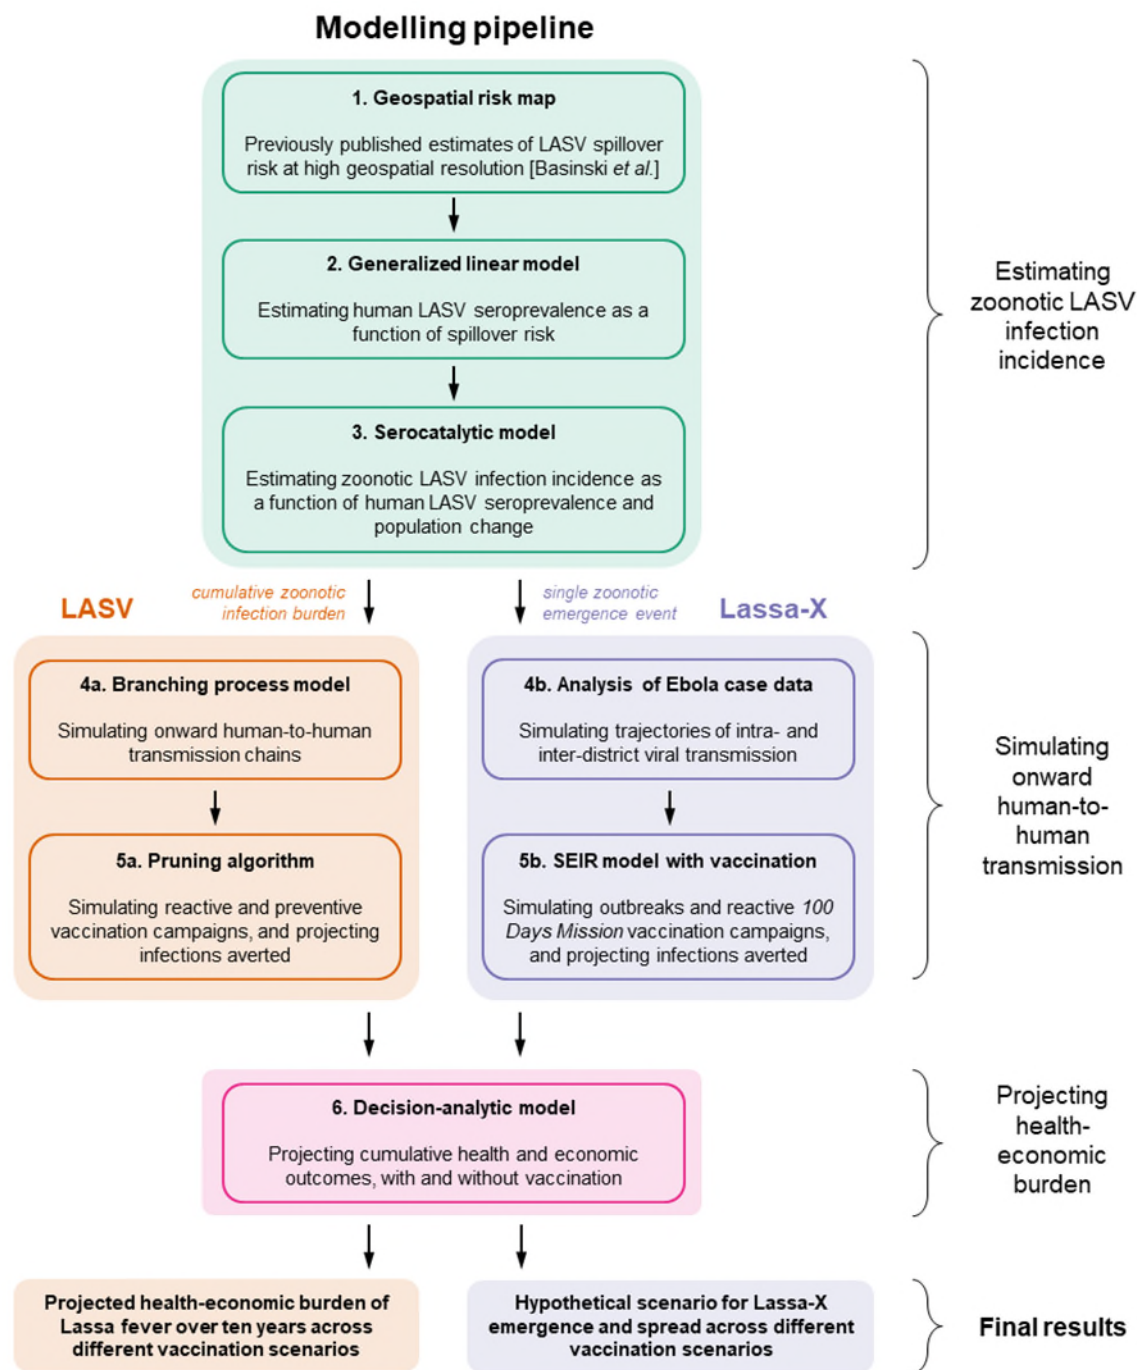 Modelling pipeline
1. Geospatial risk map
Previously published estimates of LASV spillover
risk at high geospatial resolution [Basinski et al.]
2. Generalized linear model
Estimating human LASV seroprevalence as a
function of spillover risk
3. Serocatalytic model
Estimating zoonotic LASV infection incidence as
a function of human LASV seroprevalence and
population change
Estimating
zoonotic LASV
infection
incidence
LASV
cumulative zoonotic
infection burden
single zoonotic
emergence event
Lassa-X
4a. Branching process model
Simulating onward human-to-human
transmission chains
5a. Pruning algorithm
Simulating reactive and preventive
vaccination campaigns, and projecting
infections averted
4b. Analysis of Ebola case data
Simulating trajectories of intra- and
inter-district viral transmission
5b. SEIR model with vaccination
Simulating outbreaks and reactive 100
Days Mission vaccination campaigns,
and projecting infections averted
Simulating
onward
human-to-
human
transmission
6. Decision-analytic model
Projecting cumulative health and economic
outcomes, with and without vaccination
Projecting
health-
economic
burden
Projected health-economic burden of
Lassa fever over ten years across
different vaccination scenarios
Hypothetical scenario for Lassa-X
emergence and spread across different
vaccination scenarios
Final results